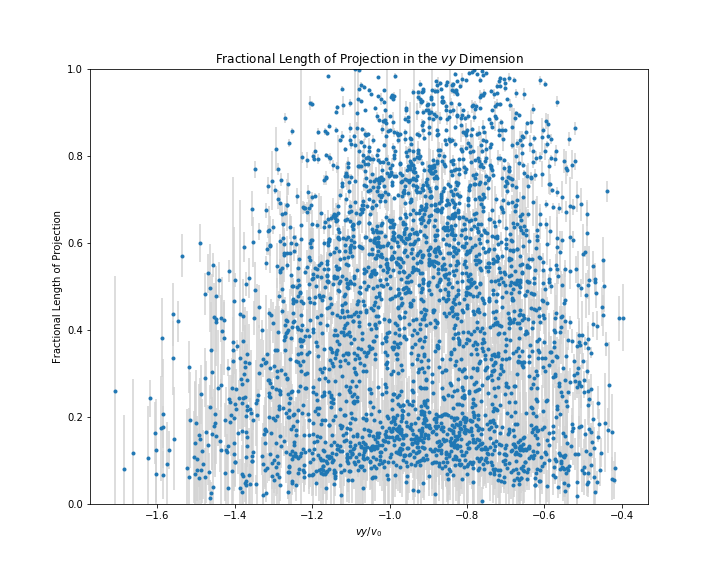 Fractional Length of Projection in the vy Dimension
1.0
0.8
0.6
0.4
0.2
0.0
Fractional Length of Projection
−1.6 −1.4 −1.2 −1.0 −0.8 −0.6 −0.4
vy/v₀